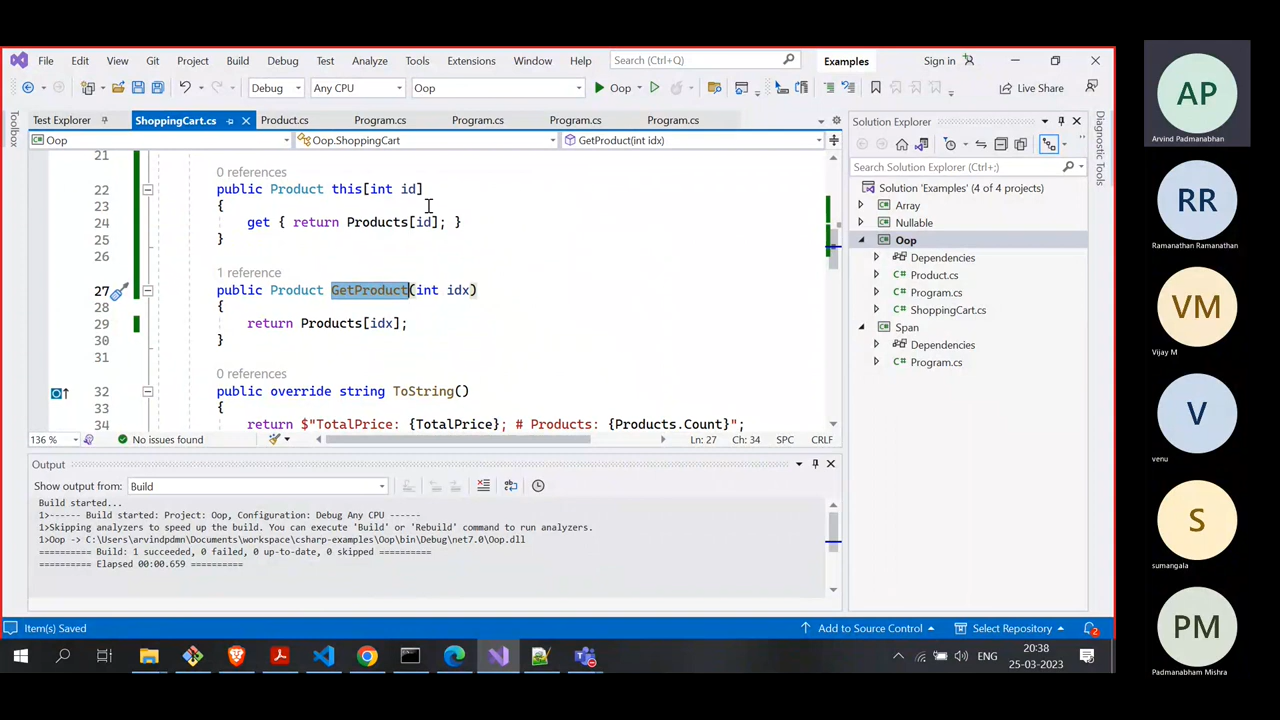 File Edit View Git Project Build Debug Test Analyze Tools Extensions Window Help Search (Ctrl+Q) Examples Sign in
Debug Any CPU Oop Oop Live Share
Test Explorer ShoppingCart.cs Product.cs Program.cs Program.cs Program.cs
Oop Oop.ShoppingCart GetProduct(int idx)
Toolbox
21
0 references
22 public Product this[int id]
23 {
24 get { return Products[id]; }
25 }
26
1 reference
27 public Product GetProduct(int idx)
28 {
29 return Products[idx];
30 }
31
0 references
32 public override string ToString()
33 {
34 return $"TotalPrice: {TotalPrice}; # Products: {Products.Count}";
136 % No issues found Ln: 27 Ch: 34 SPC CRLF
Output
Show output from: Build
Build started...
1>------ Build started: Project: Oop, Configuration: Debug Any CPU ------
1>Skipping analyzers to speed up the build. You can execute 'Build' or 'Rebuild' command to run analyzers.
1>Oop -> C:\Users\arvindpdmn\Documents\workspace\csharp-examples\Oop\bin\Debug\net7.0\Oop.dll
========== Build: 1 succeeded, 0 failed, 0 up-to-date, 0 skipped ==========
========== Elapsed 00:00.659 ==========
Solution Explorer
Search Solution Explorer (Ctrl+;)
Solution 'Examples' (4 of 4 projects)
C# Array
C# Nullable
C# Oop
Dependencies
C# Product.cs
C# Program.cs
C# ShoppingCart.cs
C# Span
Dependencies
C# Program.cs
Diagnostic Tools
Item(s) Saved Add to Source Control Select Repository 2
ENG 20:38
25-03-2023
AP
Arvind Padmanabhan
RR
Ramanathan Ramanathan
VM
Vijay M
V
venu
S
sumangala
PM
Padmanabham Mishra